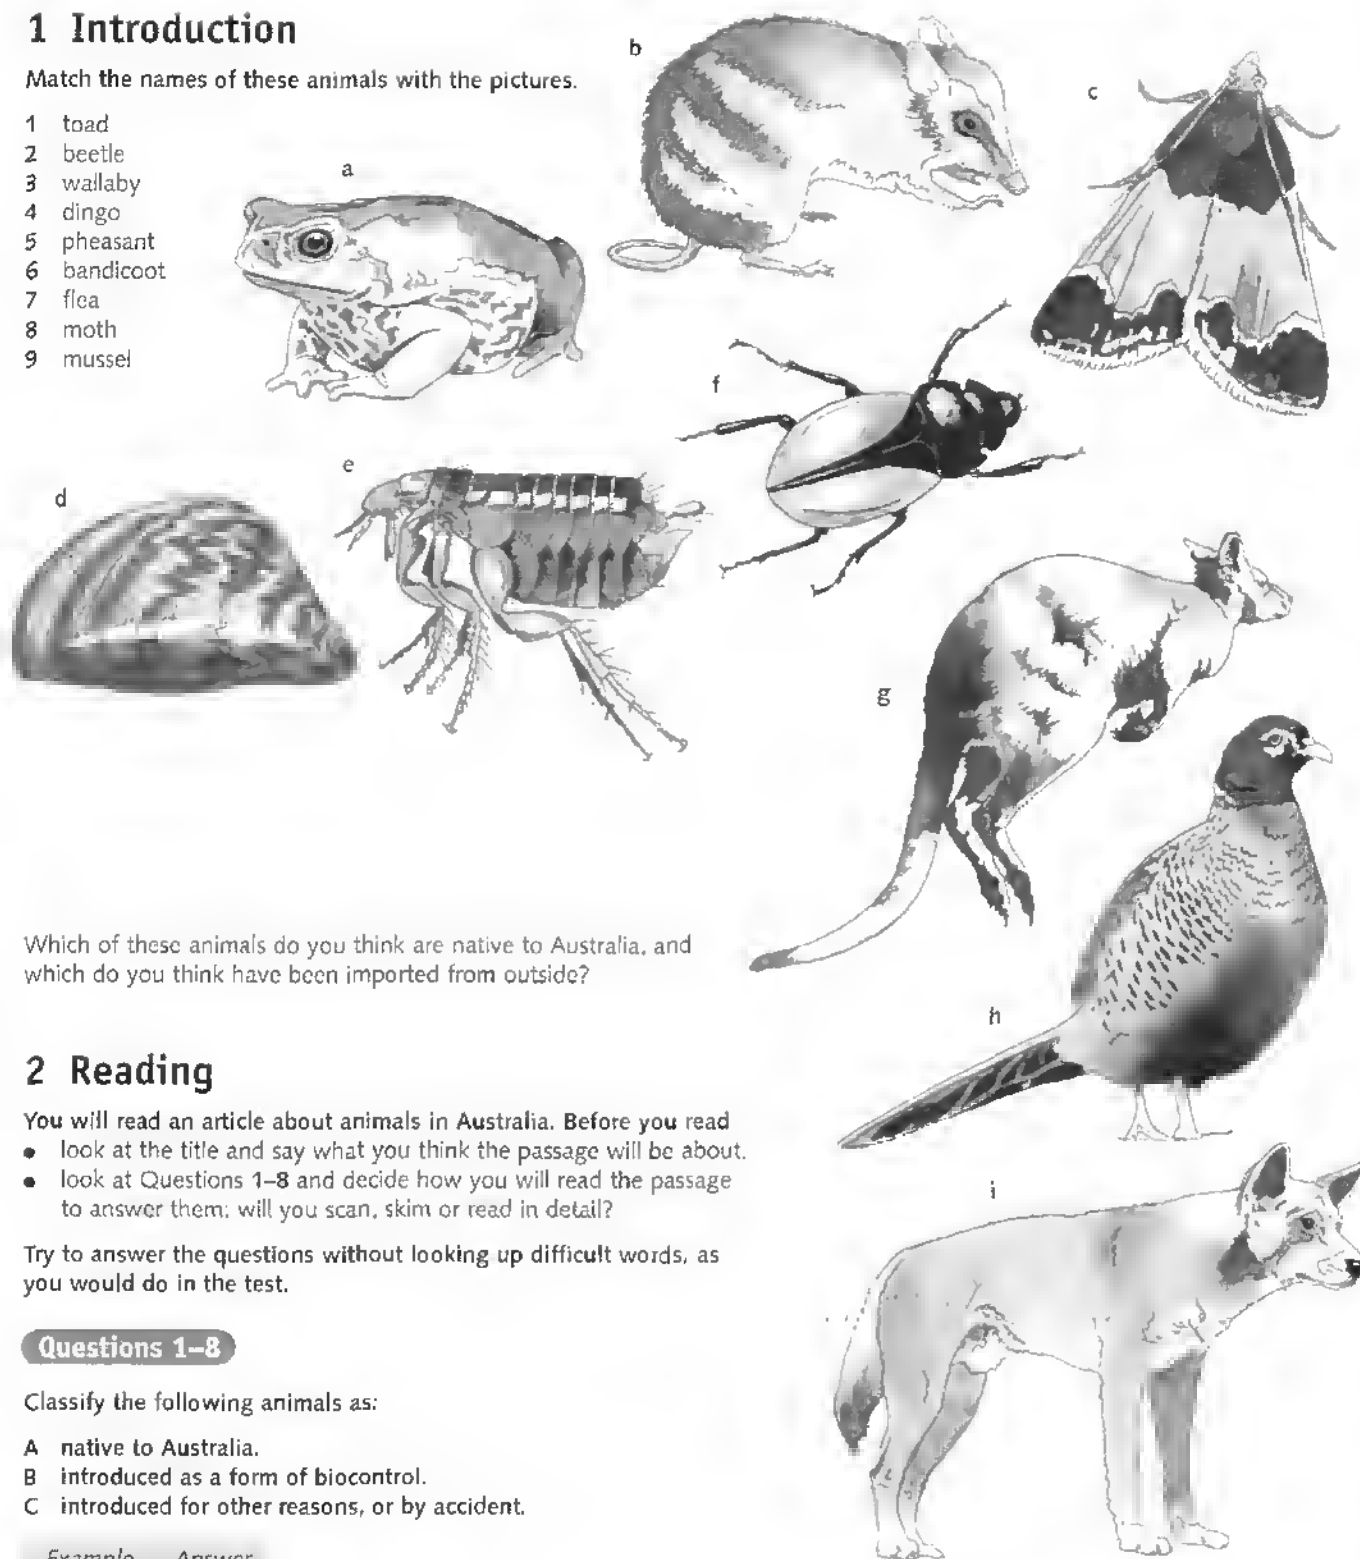 1 Introduction
Match the names of these animals with the pictures.
1 toad
2 beetle
3 wallaby
4 dingo
5 pheasant
6 bandicoot
7 flea
8 moth
9 mussel
a
b
c
d
e
f
g
h
i
Which of these animals do you think are native to Australia, and
which do you think have been imported from outside?
2 Reading
You will read an article about animals in Australia. Before you read
• look at the title and say what you think the passage will be about.
• look at Questions 1–8 and decide how you will read the passage
to answer them: will you scan, skim or read in detail?
Try to answer the questions without looking up difficult words, as
you would do in the test.
Questions 1–8
Classify the following animals as:
A native to Australia.
B introduced as a form of biocontrol.
C introduced for other reasons, or by accident.
Example Answer